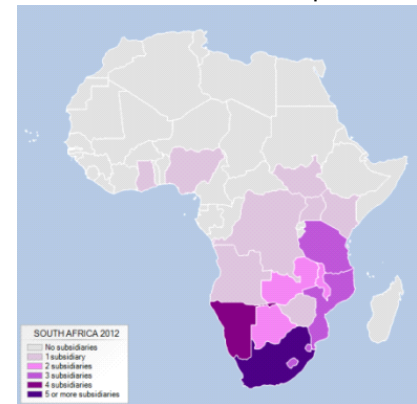 SOUTH AFRICA 2012
No subsidiaries
1 subsidiary
2 subsidiaries
3 subsidiaries
4 subsidiaries
5 or more subsidiaries